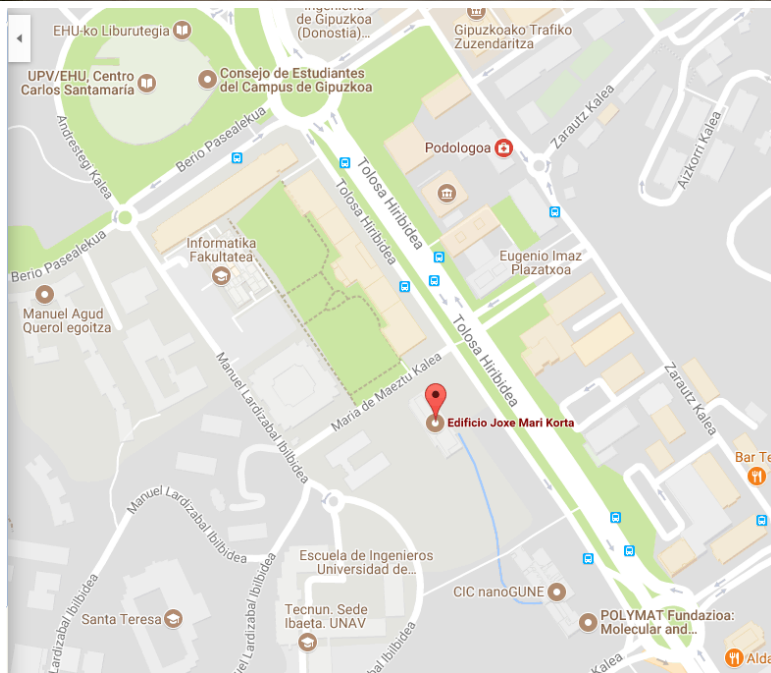 Ingeniería
de Gipuzkoa
(Donostia)...
EHU-ko Liburutegia
Gipuzkoako Trafiko
Zuzendaritza
UPV/EHU, Centro
Carlos Santamaría
Consejo de Estudiantes
del Campus de Gipuzkoa
Andrestegi Kalea
Berio Pasealekua
Podologoa
Zarautz Kalea
Aizkorri Kalea
Tolosa Hiribidea
Tolosa Hiribidea
Informatika
Fakultatea
Berio Pasealekua
Eugenio Imaz
Plazatxoa
Manuel Agud
Querol egoitza
Tolosa Hiribidea
Manuel Lardizabal Ibilbidea
Maria de Maeztu Kalea
Zarautz Kalea
Edificio Joxe Mari Korta
Bar Te
Manuel Lardizabal Ibilbidea
Escuela de Ingenieros
Universidad de...
CIC nanoGUNE
Santa Teresa
Tecnun. Sede
Ibaeta. UNAV
POLYMAT Fundazioa:
Molecular and...
Lardizabal Ibilbidea
uel Lardizabal Ibilbidea
Kalea
Alda